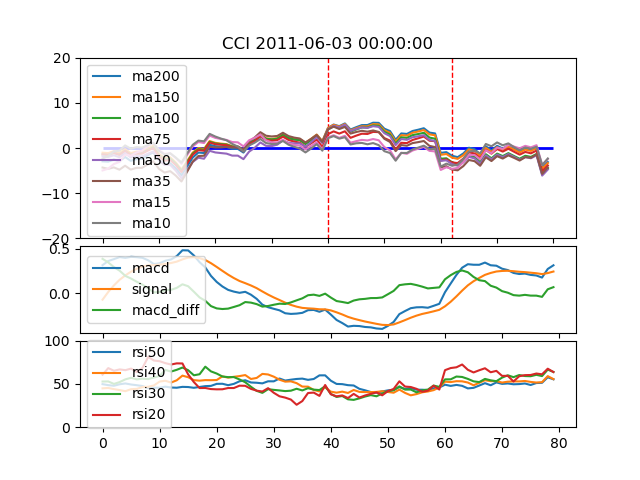 CCI 2011-06-03 00:00:00
20
10
0
−10
−20
ma200
ma150
ma100
ma75
ma50
ma35
ma15
ma10
0.5
0.0
macd
signal
macd_diff
100
50
0
rsi50
rsi40
rsi30
rsi20
0 10 20 30 40 50 60 70 80